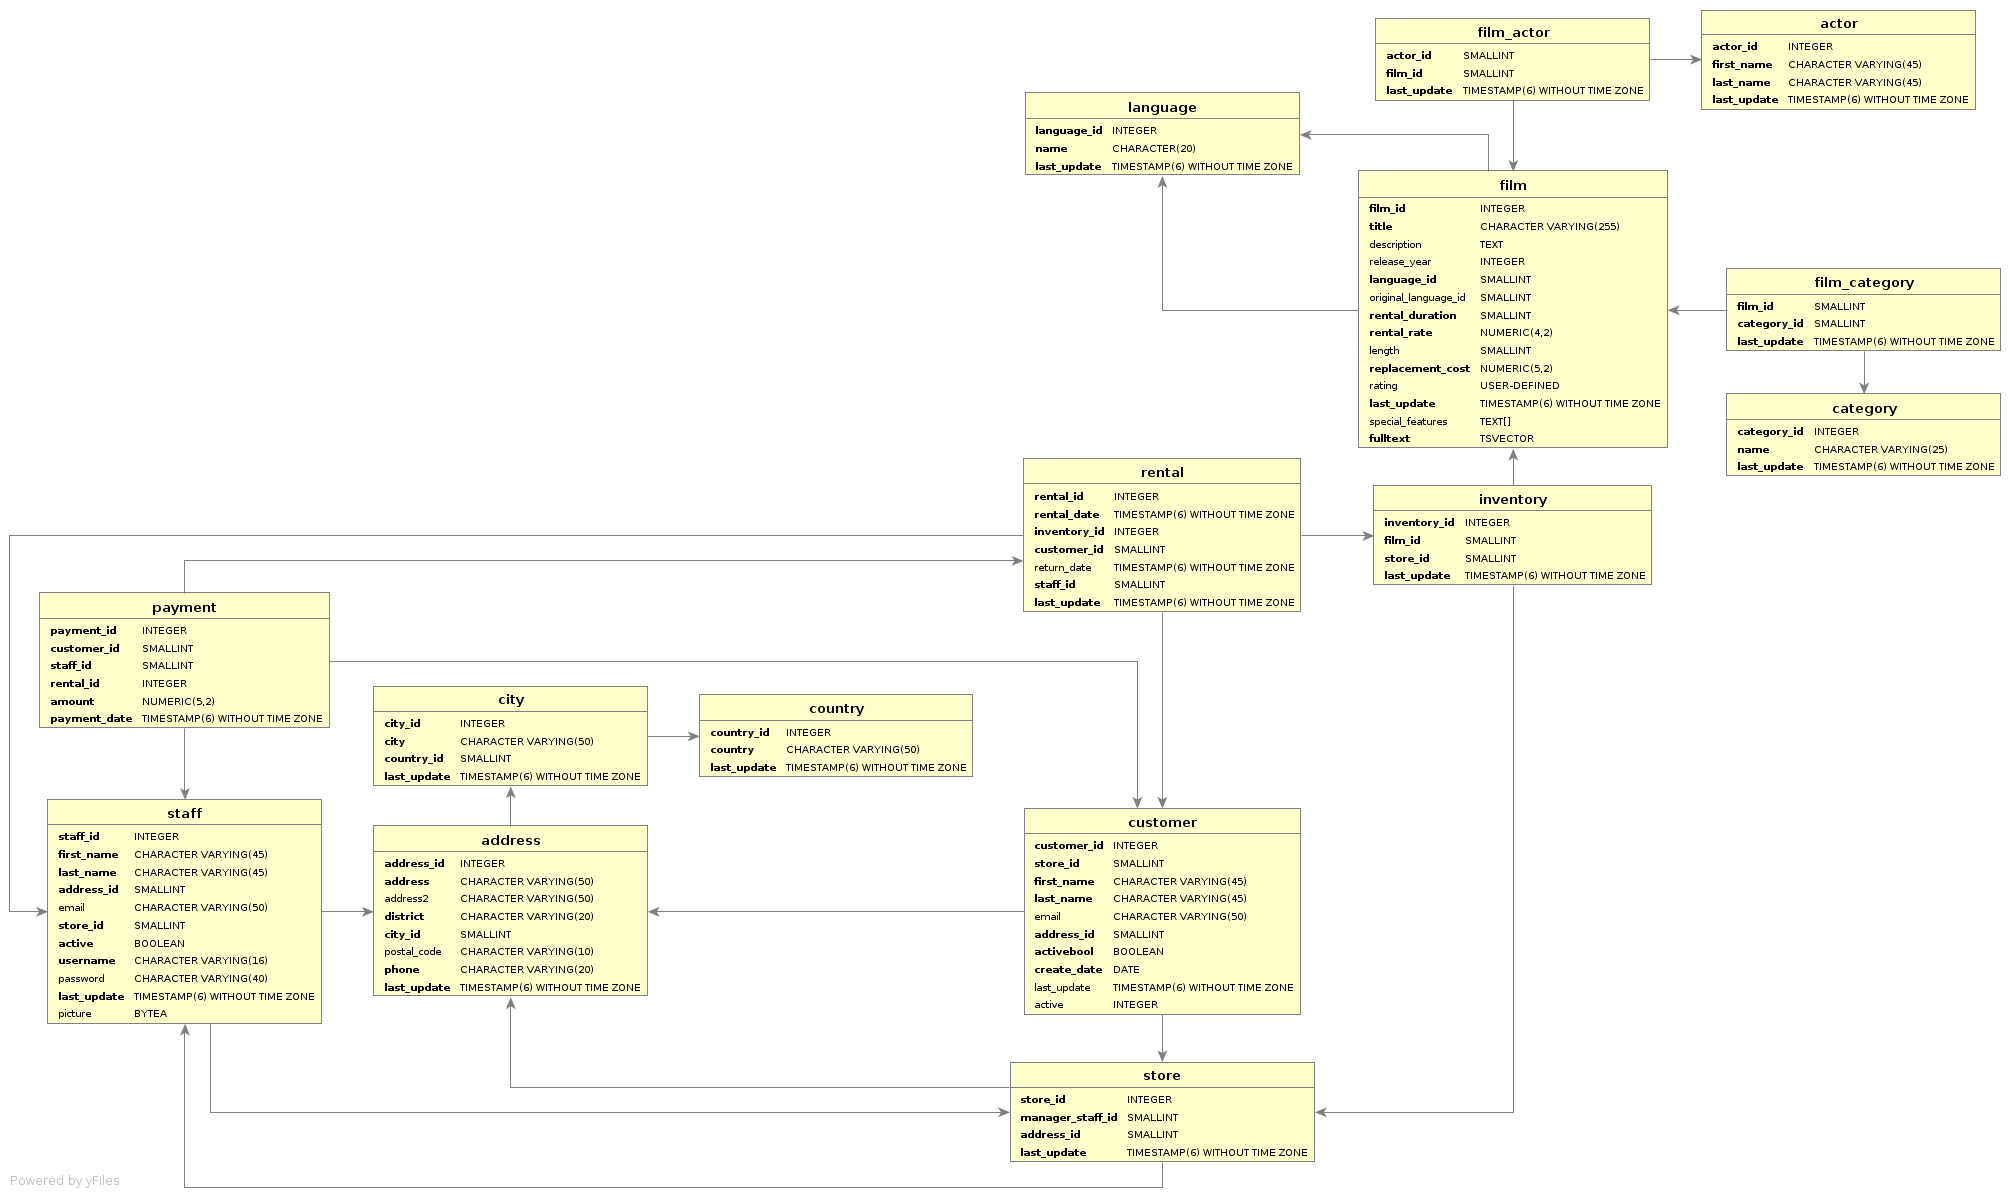 film_actor
actor_id SMALLINT
film_id SMALLINT
last_update TIMESTAMP(6) WITHOUT TIME ZONE
actor
actor_id INTEGER
first_name CHARACTER VARYING(45)
last_name CHARACTER VARYING(45)
last_update TIMESTAMP(6) WITHOUT TIME ZONE
language
language_id INTEGER
name CHARACTER(20)
last_update TIMESTAMP(6) WITHOUT TIME ZONE
film
film_id INTEGER
title CHARACTER VARYING(255)
description TEXT
release_year INTEGER
language_id SMALLINT
original_language_id SMALLINT
rental_duration SMALLINT
rental_rate NUMERIC(4,2)
length SMALLINT
replacement_cost NUMERIC(5,2)
rating USER-DEFINED
last_update TIMESTAMP(6) WITHOUT TIME ZONE
special_features TEXT[]
fulltext TSVECTOR
film_category
film_id SMALLINT
category_id SMALLINT
last_update TIMESTAMP(6) WITHOUT TIME ZONE
category
category_id INTEGER
name CHARACTER VARYING(25)
last_update TIMESTAMP(6) WITHOUT TIME ZONE
rental
rental_id INTEGER
rental_date TIMESTAMP(6) WITHOUT TIME ZONE
inventory_id INTEGER
customer_id SMALLINT
return_date TIMESTAMP(6) WITHOUT TIME ZONE
staff_id SMALLINT
last_update TIMESTAMP(6) WITHOUT TIME ZONE
inventory
inventory_id INTEGER
film_id SMALLINT
store_id SMALLINT
last_update TIMESTAMP(6) WITHOUT TIME ZONE
payment
payment_id INTEGER
customer_id SMALLINT
staff_id SMALLINT
rental_id INTEGER
amount NUMERIC(5,2)
payment_date TIMESTAMP(6) WITHOUT TIME ZONE
city
city_id INTEGER
city CHARACTER VARYING(50)
country_id SMALLINT
last_update TIMESTAMP(6) WITHOUT TIME ZONE
country
country_id INTEGER
country CHARACTER VARYING(50)
last_update TIMESTAMP(6) WITHOUT TIME ZONE
staff
staff_id INTEGER
first_name CHARACTER VARYING(45)
last_name CHARACTER VARYING(45)
address_id SMALLINT
email CHARACTER VARYING(50)
store_id SMALLINT
active BOOLEAN
username CHARACTER VARYING(16)
password CHARACTER VARYING(40)
last_update TIMESTAMP(6) WITHOUT TIME ZONE
picture BYTEA
address
address_id INTEGER
address CHARACTER VARYING(50)
address2 CHARACTER VARYING(50)
district CHARACTER VARYING(20)
city_id SMALLINT
postal_code CHARACTER VARYING(10)
phone CHARACTER VARYING(20)
last_update TIMESTAMP(6) WITHOUT TIME ZONE
customer
customer_id INTEGER
store_id SMALLINT
first_name CHARACTER VARYING(45)
last_name CHARACTER VARYING(45)
email CHARACTER VARYING(50)
address_id SMALLINT
activebool BOOLEAN
create_date DATE
last_update TIMESTAMP(6) WITHOUT TIME ZONE
active INTEGER
store
store_id INTEGER
manager_staff_id SMALLINT
address_id SMALLINT
last_update TIMESTAMP(6) WITHOUT TIME ZONE
Powered by yFiles